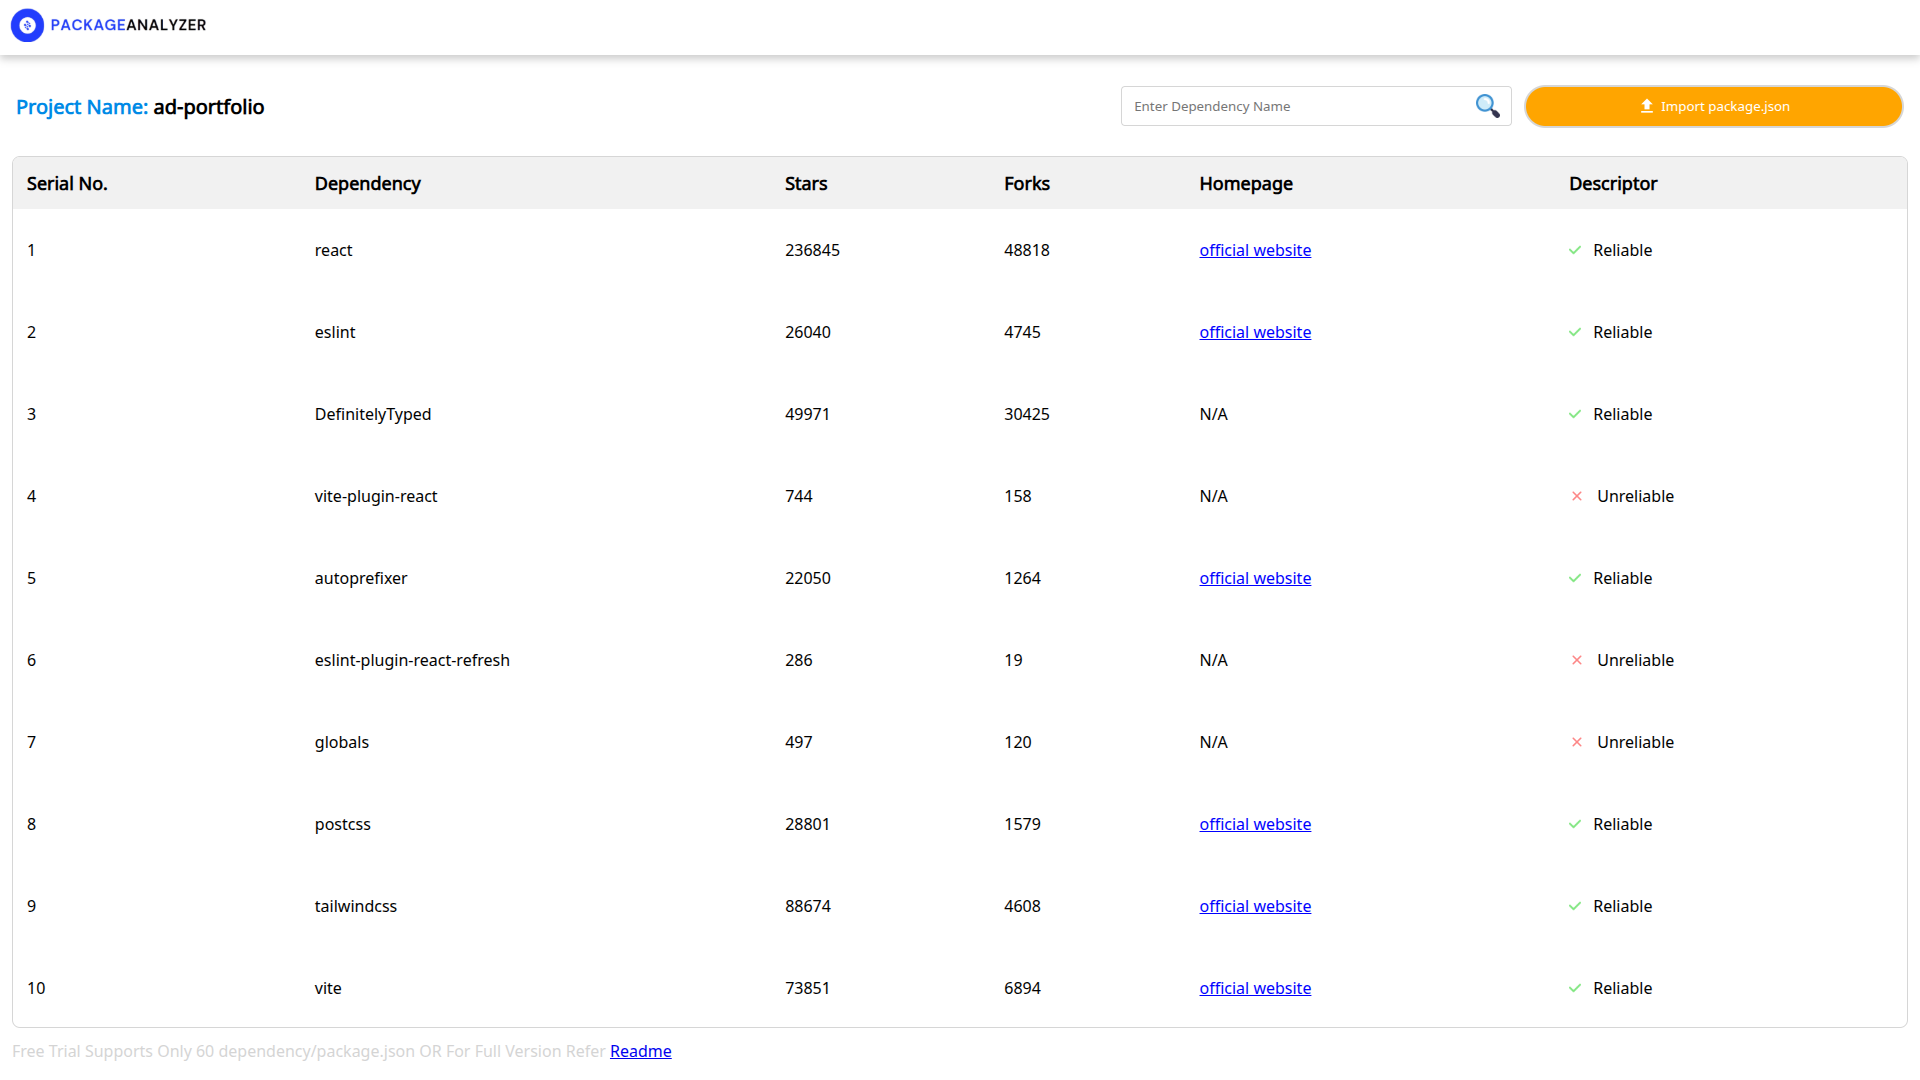 PACKAGEANALYZER
Project Name: ad-portfolio
Enter Dependency Name
Import package.json
Serial No. Dependency Stars Forks Homepage Descriptor
1 react 236845 48818 official website Reliable
2 eslint 26040 4745 official website Reliable
3 DefinitelyTyped 49971 30425 N/A Reliable
4 vite-plugin-react 744 158 N/A Unreliable
5 autoprefixer 22050 1264 official website Reliable
6 eslint-plugin-react-refresh 286 19 N/A Unreliable
7 globals 497 120 N/A Unreliable
8 postcss 28801 1579 official website Reliable
9 tailwindcss 88674 4608 official website Reliable
10 vite 73851 6894 official website Reliable
Free Trial Supports Only 60 dependency/package.json OR For Full Version Refer Readme